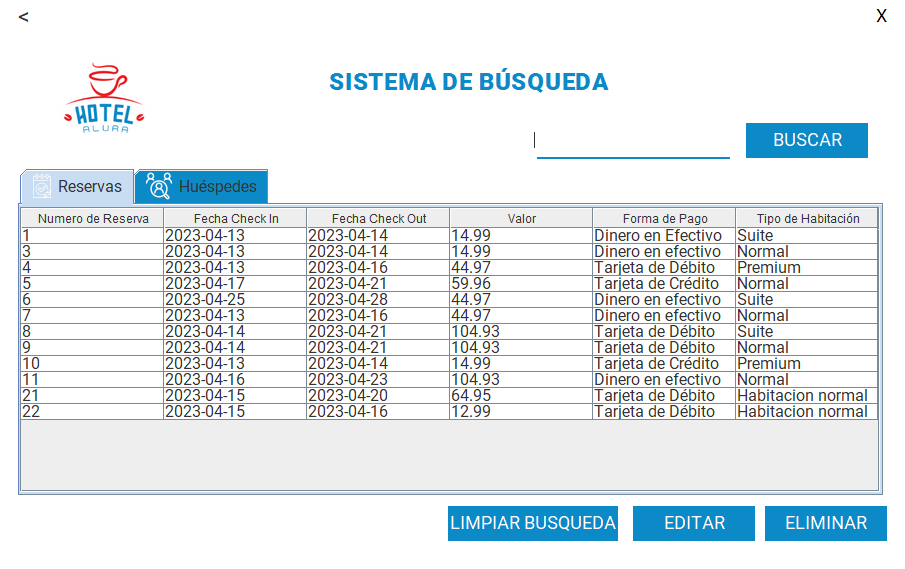 < X
SISTEMA DE BÚSQUEDA
HOTEL
ALURA
BUSCAR
Reservas Huéspedes
Numero de Reserva Fecha Check In Fecha Check Out Valor Forma de Pago Tipo de Habitación
1 2023-04-13 2023-04-14 14.99 Dinero en Efectivo Suite
3 2023-04-13 2023-04-14 14.99 Dinero en efectivo Normal
4 2023-04-13 2023-04-16 44.97 Tarjeta de Débito Premium
5 2023-04-17 2023-04-21 59.96 Tarjeta de Crédito Normal
6 2023-04-25 2023-04-28 44.97 Dinero en efectivo Suite
7 2023-04-13 2023-04-16 44.97 Dinero en efectivo Normal
8 2023-04-14 2023-04-21 104.93 Tarjeta de Débito Suite
9 2023-04-14 2023-04-21 104.93 Tarjeta de Débito Normal
10 2023-04-13 2023-04-14 14.99 Tarjeta de Crédito Premium
11 2023-04-16 2023-04-23 104.93 Dinero en efectivo Normal
21 2023-04-15 2023-04-20 64.95 Tarjeta de Débito Habitacion normal
22 2023-04-15 2023-04-16 12.99 Tarjeta de Débito Habitacion normal
LIMPIAR BUSQUEDA EDITAR ELIMINAR